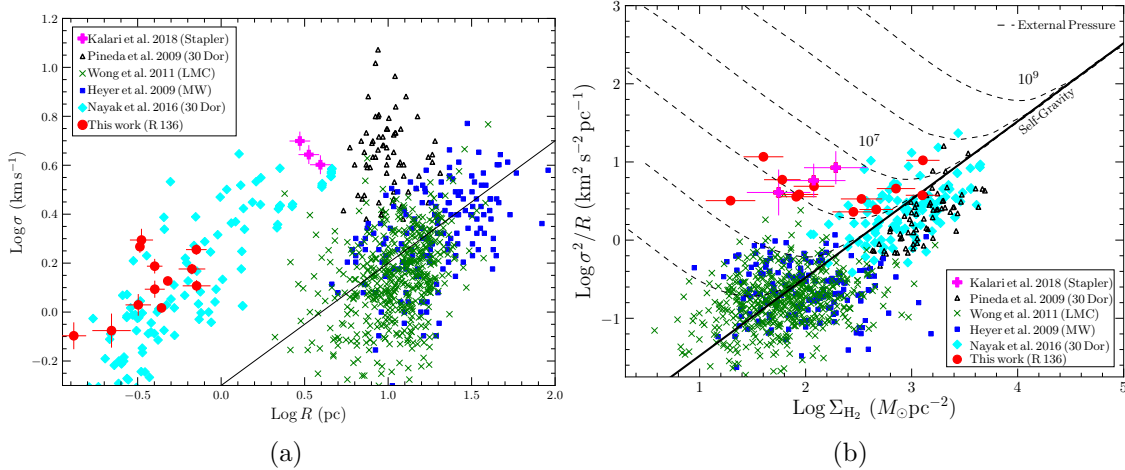 1.2
1.0
0.8
0.6
0.4
0.2
0.0
−0.2
Log σ (km s⁻¹)
Kalari et al. 2018 (Stapler)
Pineda et al. 2009 (30 Dor)
Wong et al. 2011 (LMC)
Heyer et al. 2009 (MW)
Nayak et al. 2016 (30 Dor)
This work (R 136)
−0.5 0.0 0.5 1.0 1.5 2.0
Log R (pc)
(a)
3
2
1
0
−1
Log σ²/R (km² s⁻² pc⁻¹)
External Pressure
10⁹
Self-Gravity
10⁷
Kalari et al. 2018 (Stapler)
Pineda et al. 2009 (30 Dor)
Wong et al. 2011 (LMC)
Heyer et al. 2009 (MW)
Nayak et al. 2016 (30 Dor)
This work (R 136)
1 2 3 4 5
Log Σ_H₂ (M⊙pc⁻²)
(b)